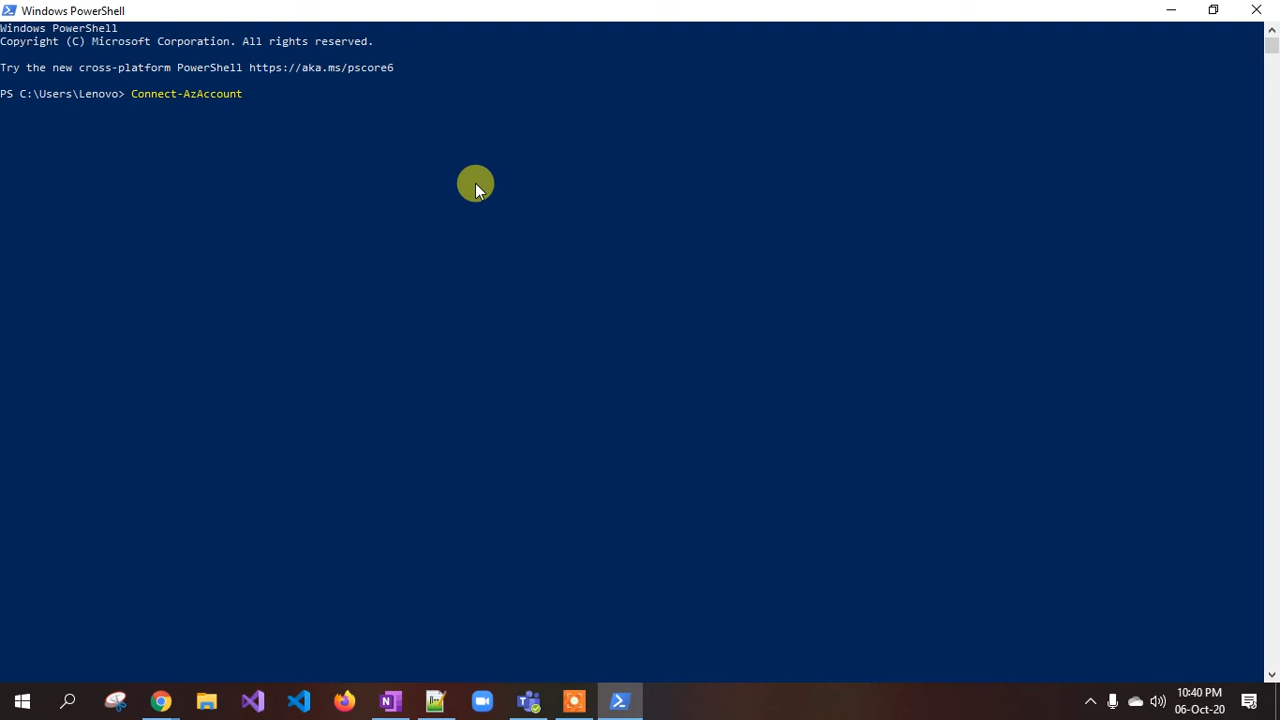 Windows PowerShell
Windows PowerShell
Copyright (C) Microsoft Corporation. All rights reserved.
Try the new cross-platform PowerShell https://aka.ms/pscore6
PS C:\Users\Lenovo> Connect-AzAccount
10:40 PM
06-Oct-20